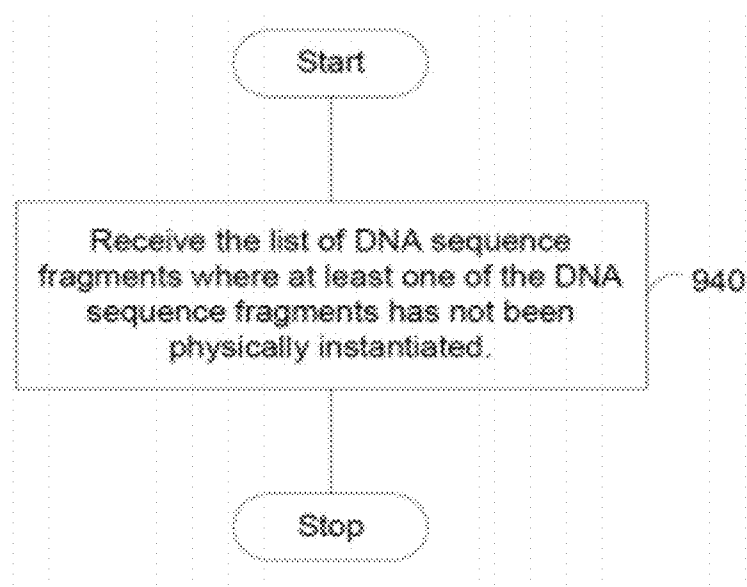 Start
Receive the list of DNA sequence
fragments where at least one of the DNA
sequence fragments has not been
physically instantiated.
940
Stop